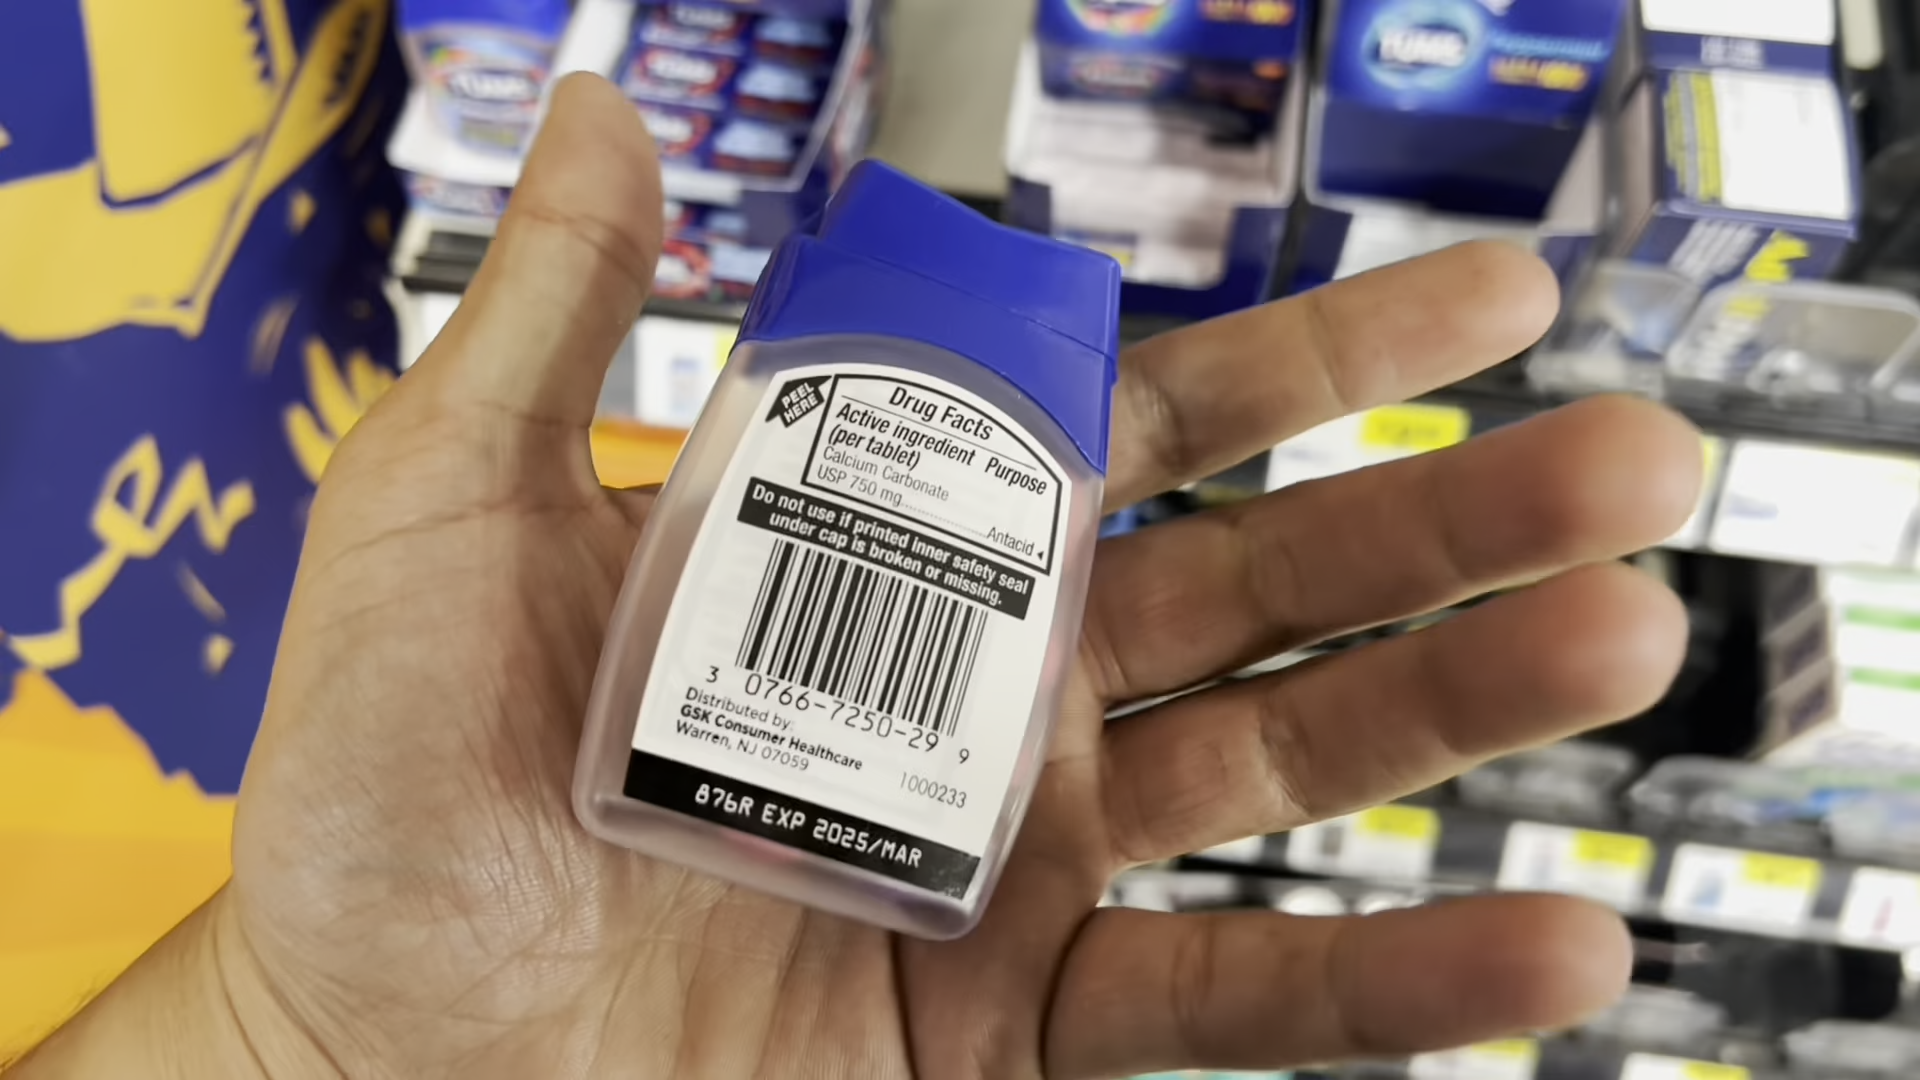 TUMS
TUMS
PEEL
HERE
Drug Facts
Active ingredient Purpose
(per tablet)
Calcium Carbonate
USP 750 mg....................Antacid
Do not use if printed inner safety seal
under cap is broken or missing.
3 0766-7250-29 9
Distributed by:
GSK Consumer Healthcare
Warren, NJ 07059
1000233
876R EXP 2025/MAR